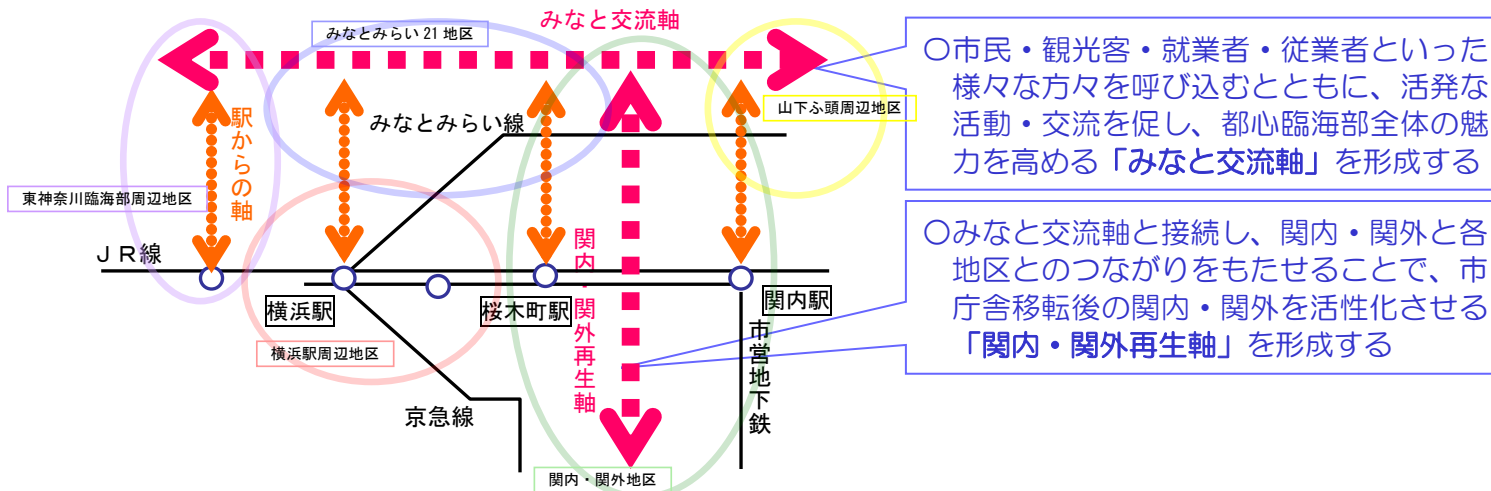 みなと交流軸
みなとみらい21地区
山下ふ頭周辺地区
みなとみらい線
駅からの軸
東神奈川臨海部周辺地区
JR線
横浜駅
桜木町駅
関内駅
横浜駅周辺地区
関内・関外再生軸
市営地下鉄
京急線
関内・関外地区
〇市民・観光客・就業者・従業者といった
様々な方々を呼び込むとともに、活発な
活動・交流を促し、都心臨海部全体の魅
力を高める「みなと交流軸」を形成する
〇みなと交流軸と接続し、関内・関外と各
地区とのつながりをもたせることで、市
庁舎移転後の関内・関外を活性化させる
「関内・関外再生軸」を形成する